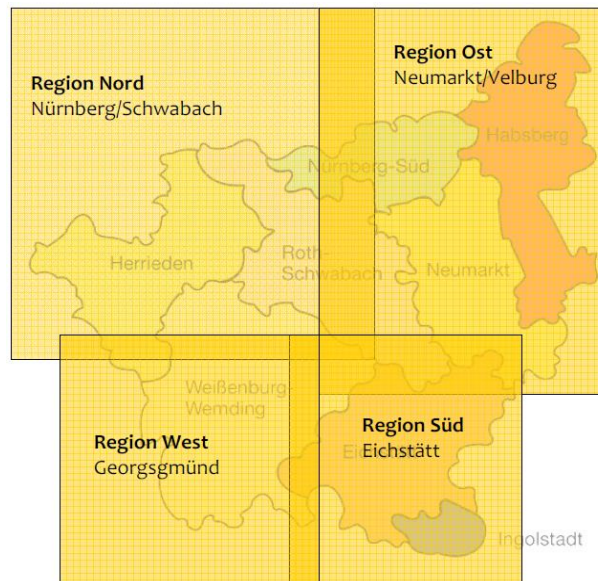 Region Nord
Nürnberg/Schwabach
Region Ost
Neumarkt/Velburg
Habsberg
Nürnberg-Süd
Herrieden
Roth-
Schwabach
Neumarkt
Weißenburg-
Wemding
Region West
Georgsgmünd
Region Süd
Eichstätt
Ingolstadt